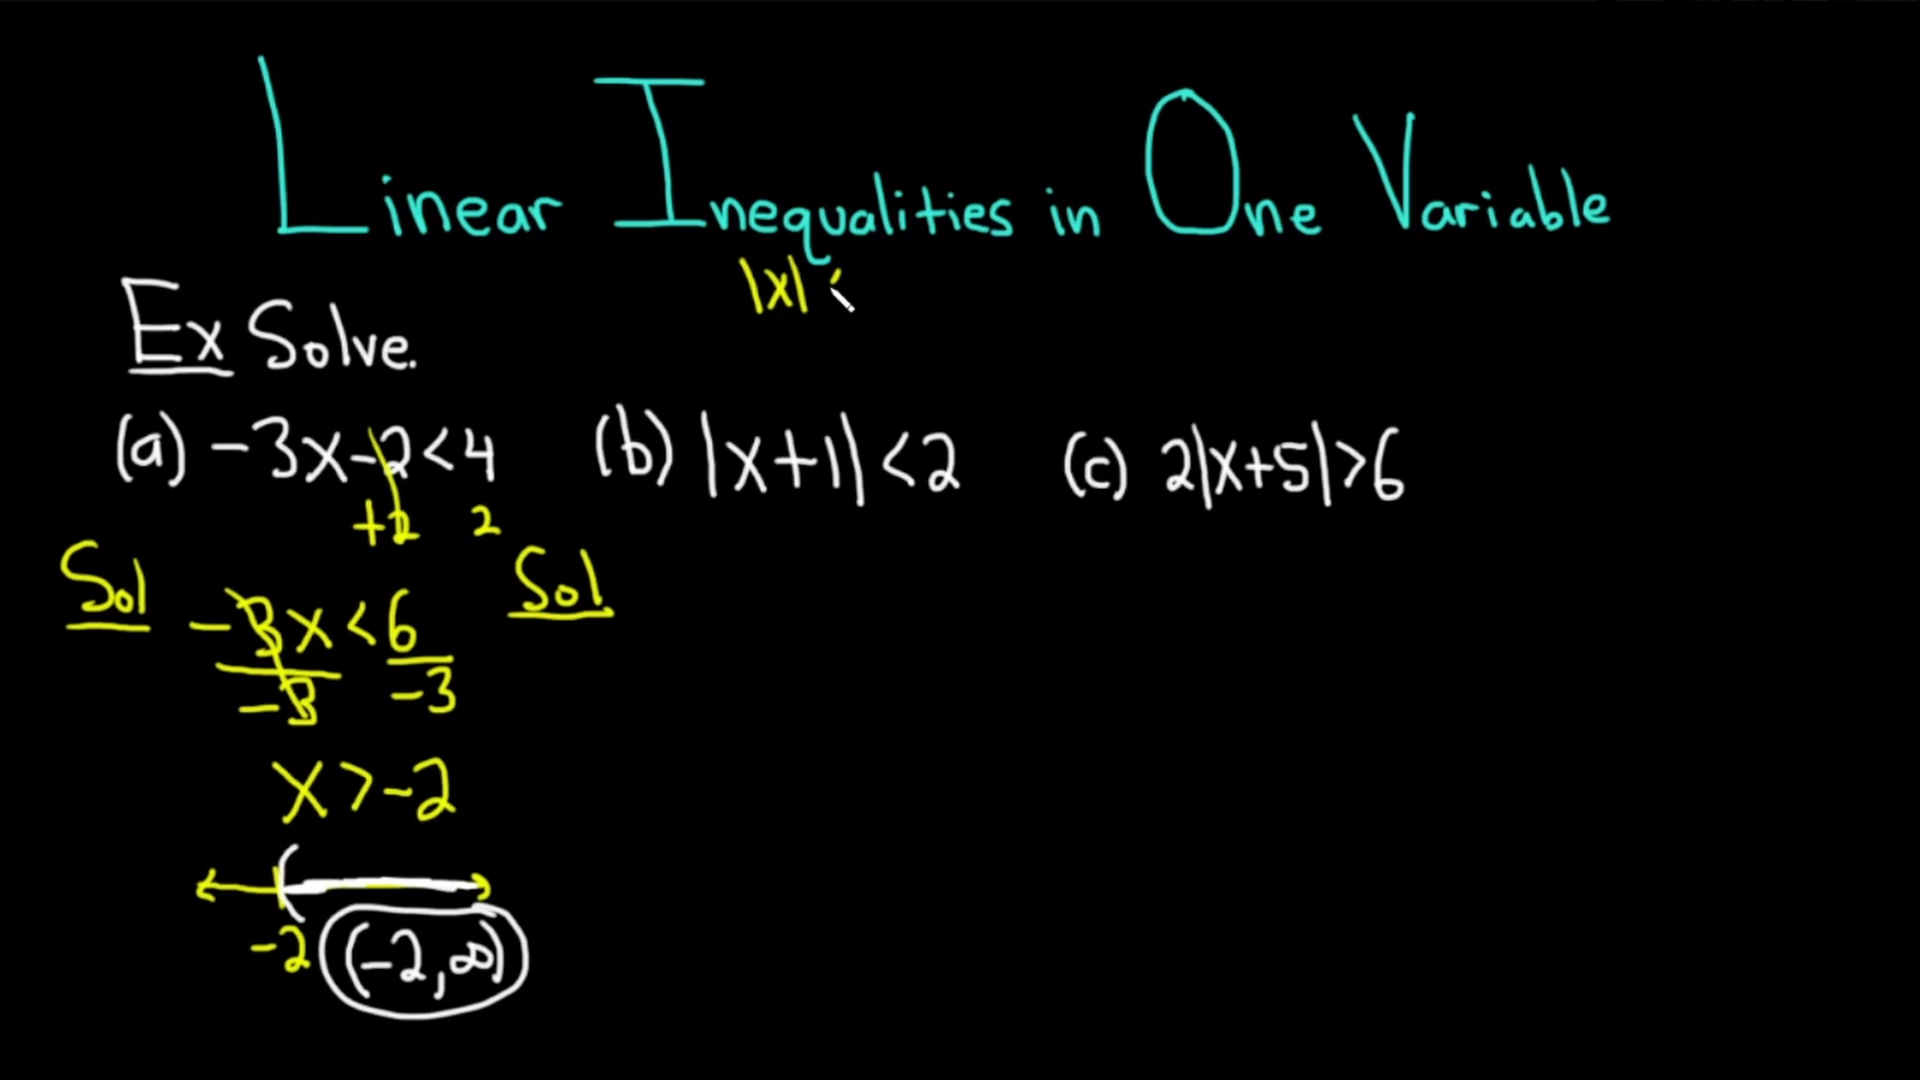 Linear Inequalities in One Variable
|x|
Ex Solve.
(a) -3x-2<4 (b) |x+1|<2 (c) 2|x+5|>6
+2 2
Sol Sol
-3x<6
-3 -3
x>-2
-2 (-2,∞)